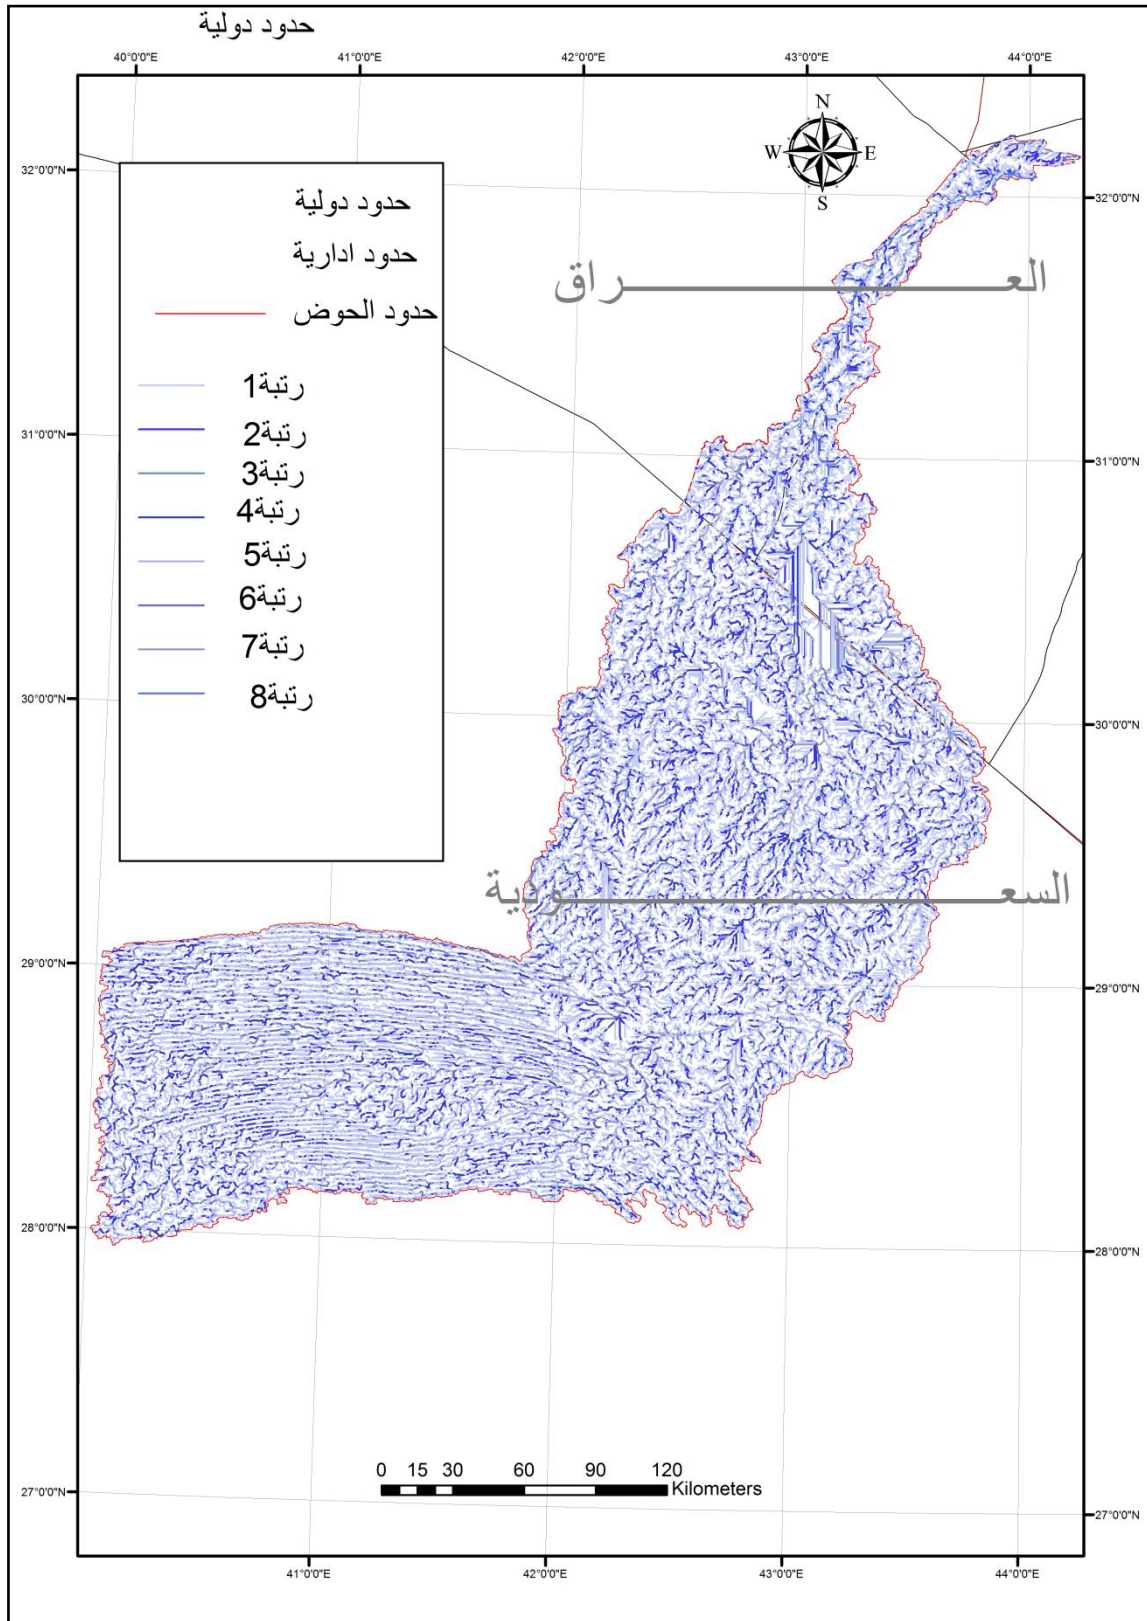 حدود دولية
40°0'0"E 41°0'0"E 42°0'0"E 43°0'0"E 44°0'0"E
N
W E
S
32°0'0"N
32°0'0"N
حدود دولية
حدود ادارية
حدود الحوض
العـــــــــراق
رتبة1
رتبة2
رتبة3
رتبة4
رتبة5
رتبة6
رتبة7
رتبة8
31°0'0"N
31°0'0"N
30°0'0"N
30°0'0"N
السعـــــــــودية
29°0'0"N
29°0'0"N
28°0'0"N
28°0'0"N
0 15 30 60 90 120
Kilometers
27°0'0"N
27°0'0"N
41°0'0"E 42°0'0"E 43°0'0"E 44°0'0"E